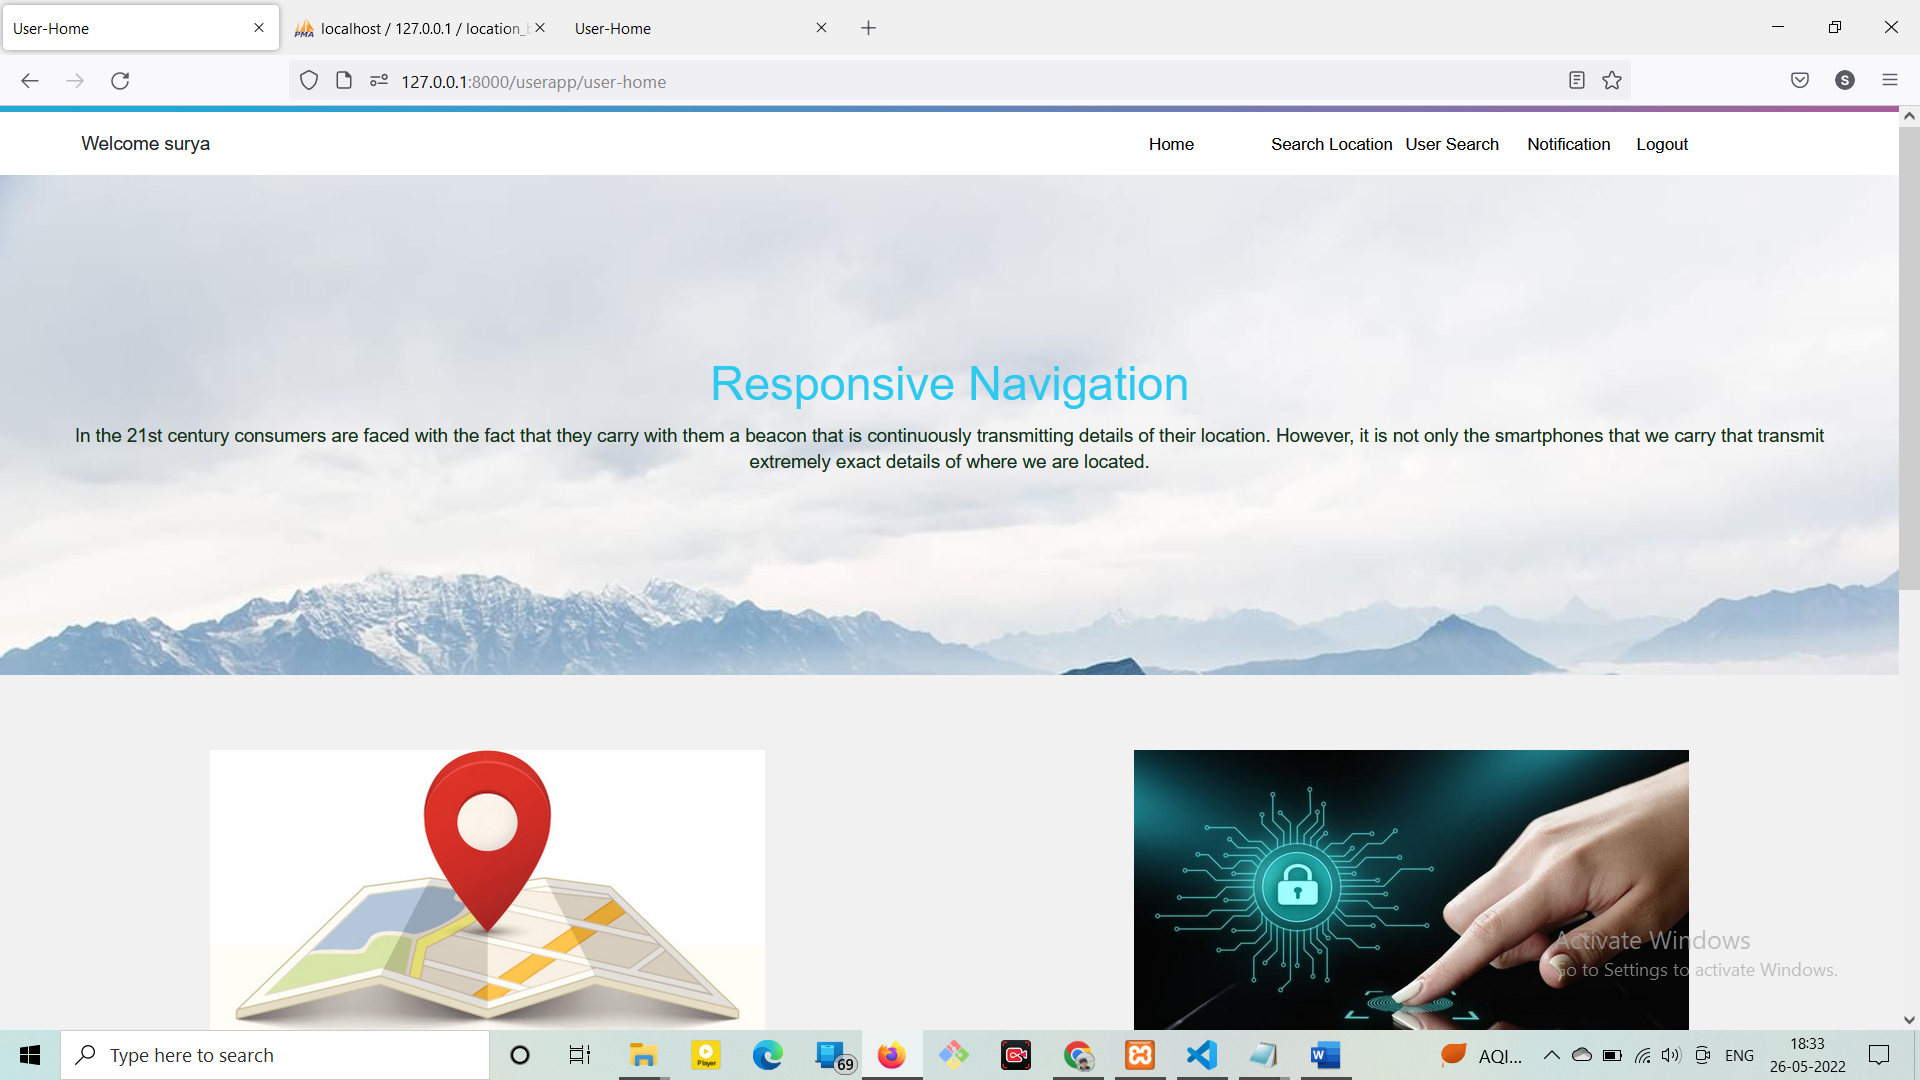 User-Home
localhost / 127.0.0.1 / location_
User-Home
127.0.0.1:8000/userapp/user-home
S
Welcome surya
Home
Search Location
User Search
Notification
Logout
Responsive Navigation
In the 21st century consumers are faced with the fact that they carry with them a beacon that is continuously transmitting details of their location. However, it is not only the smartphones that we carry that transmit
extremely exact details of where we are located.
Activate Windows
Go to Settings to activate Windows.
Type here to search
Player
69
W
AQI...
ENG
18:33
26-05-2022